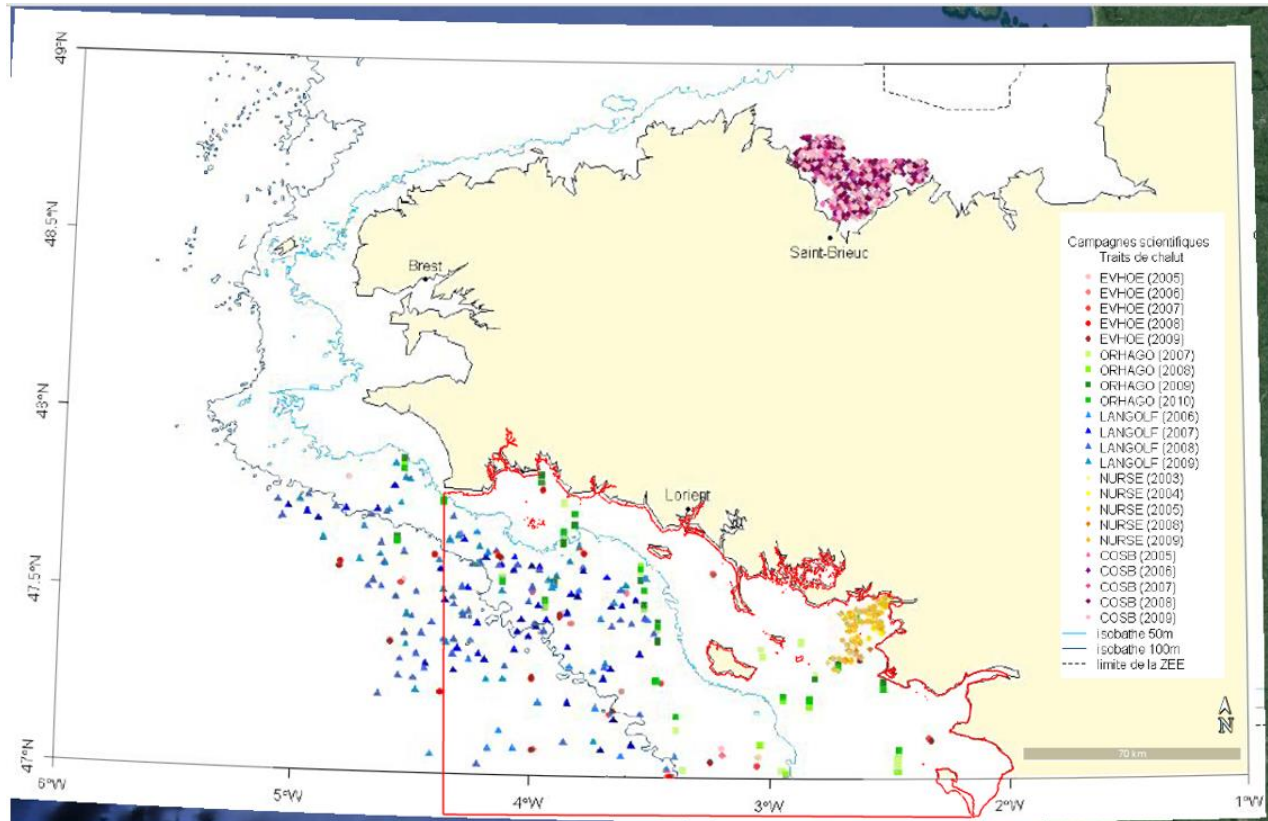 49°N
48.5°N
48°N
47.5°N
47°N
6°W
5°W
4°W
3°W
2°W
1°W
Brest
Saint-Brieuc
Lorient
Campagnes scientifiques
Traits de chalut
EVHOE (2005)
EVHOE (2006)
EVHOE (2007)
EVHOE (2008)
EVHOE (2009)
ORHAGO (2007)
ORHAGO (2008)
ORHAGO (2009)
ORHAGO (2010)
LANGOLF (2006)
LANGOLF (2007)
LANGOLF (2008)
LANGOLF (2009)
NURSE (2003)
NURSE (2004)
NURSE (2005)
NURSE (2008)
NURSE (2009)
COSB (2005)
COSB (2006)
COSB (2007)
COSB (2008)
COSB (2009)
isobathe 50m
isobathe 100m
limite de la ZEE
N
70 km